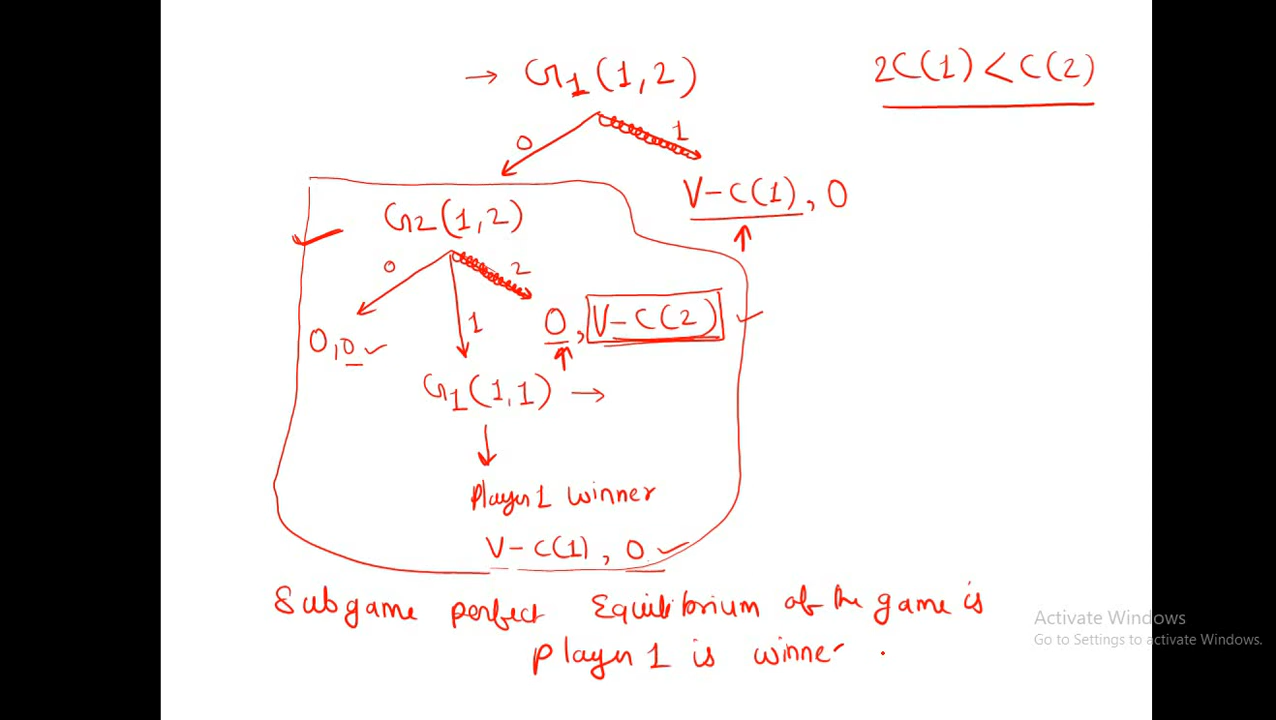 → G₁(1,2)
2C(1) < C(2)
0 1
V-C(1), 0
G₂(1,2)
0 2
1
0, V-C(2)
0,0
G₁(1,1) →
Player 1 winner
V-C(1), 0
Subgame perfect Equilibrium of the game is
player 1 is winner .
Activate Windows
Go to Settings to activate Windows.